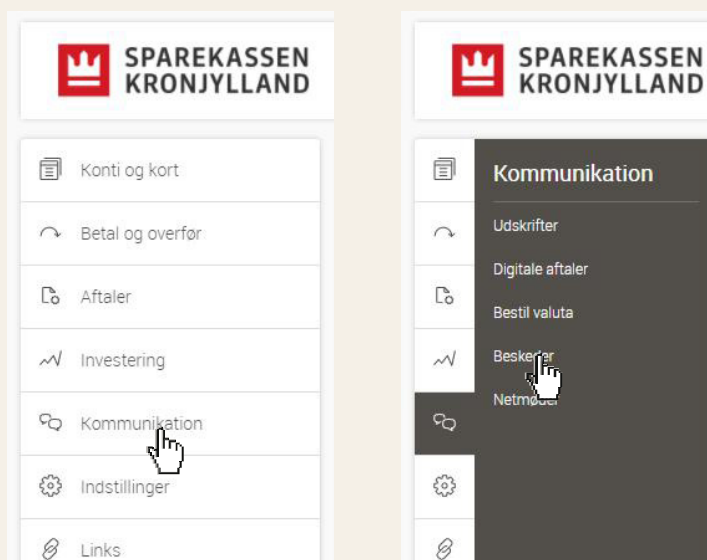 SPAREKASSEN
KRONJYLLAND
Konti og kort
Betal og overfør
Aftaler
Investering
Kommunikation
Indstillinger
Links
SPAREKASSEN
KRONJYLLAND
Kommunikation
Udskrifter
Digitale aftaler
Bestil valuta
Beskeder
Netmøder